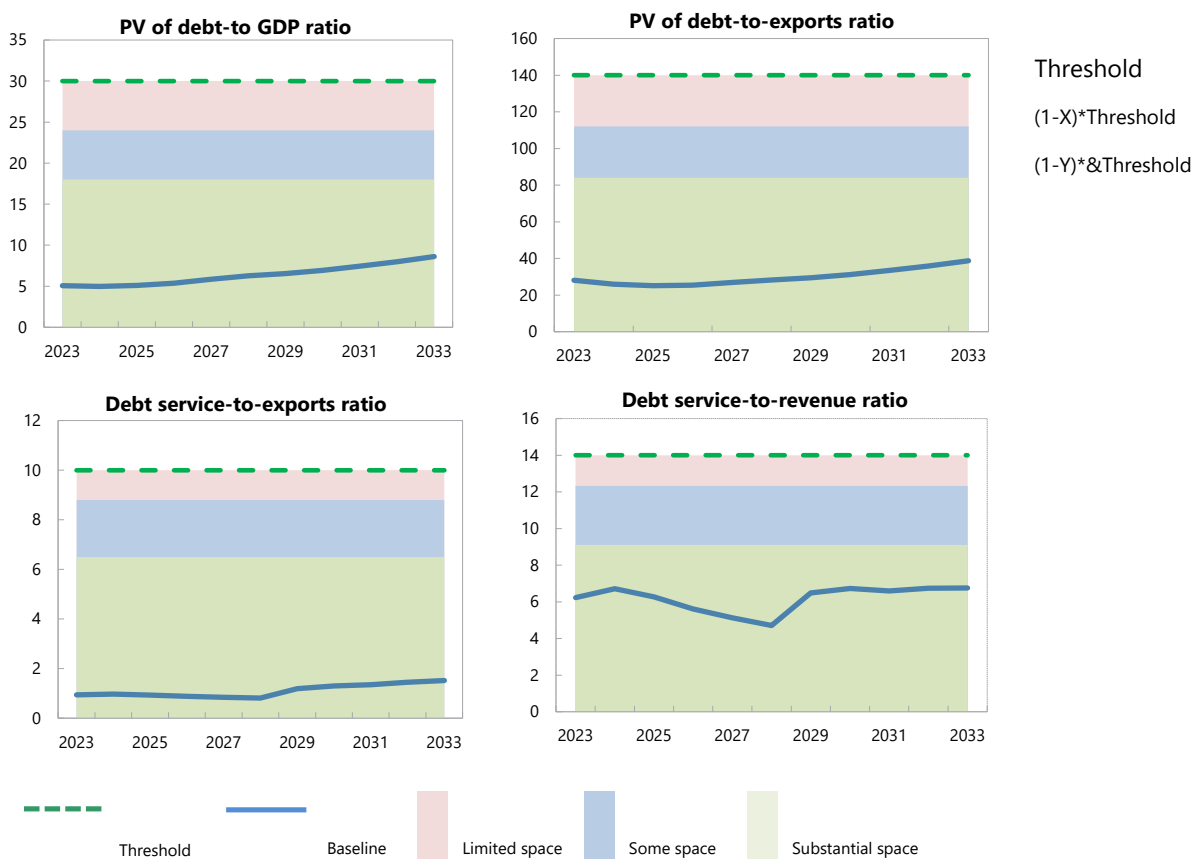 PV of debt-to GDP ratio
35
30
25
20
15
10
5
0
2023 2025 2027 2029 2031 2033
PV of debt-to-exports ratio
160
140
120
100
80
60
40
20
0
2023 2025 2027 2029 2031 2033
Threshold
(1-X)*Threshold
(1-Y)*&Threshold
Debt service-to-exports ratio
12
10
8
6
4
2
0
2023 2025 2027 2029 2031 2033
Debt service-to-revenue ratio
16
14
12
10
8
6
4
2
0
2023 2025 2027 2029 2031 2033
Threshold Baseline Limited space Some space Substantial space